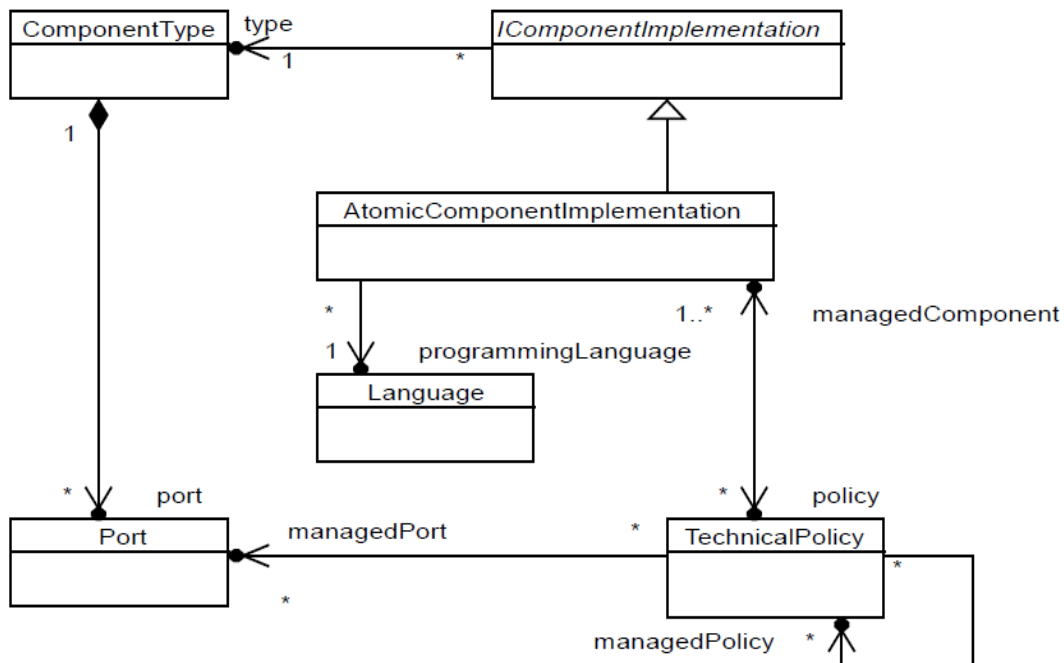 ComponentType
type
IComponentImplementation
1
*
1
AtomicComponentImplementation
*
1..*
managedComponent
1
programmingLanguage
Language
*
port
*
policy
Port
managedPort
*
TechnicalPolicy
*
*
managedPolicy
*